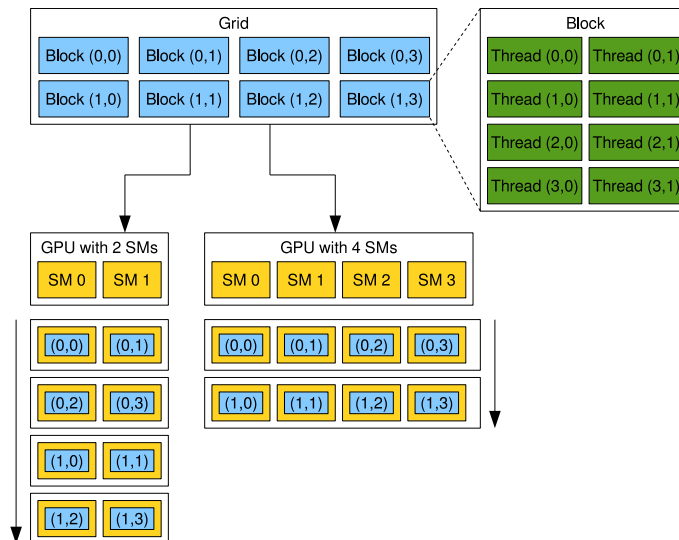 Grid
Block (0,0) Block (0,1) Block (0,2) Block (0,3)
Block (1,0) Block (1,1) Block (1,2) Block (1,3)
Block
Thread (0,0) Thread (0,1)
Thread (1,0) Thread (1,1)
Thread (2,0) Thread (2,1)
Thread (3,0) Thread (3,1)
GPU with 2 SMs
SM 0 SM 1
(0,0) (0,1)
(0,2) (0,3)
(1,0) (1,1)
(1,2) (1,3)
GPU with 4 SMs
SM 0 SM 1 SM 2 SM 3
(0,0) (0,1) (0,2) (0,3)
(1,0) (1,1) (1,2) (1,3)